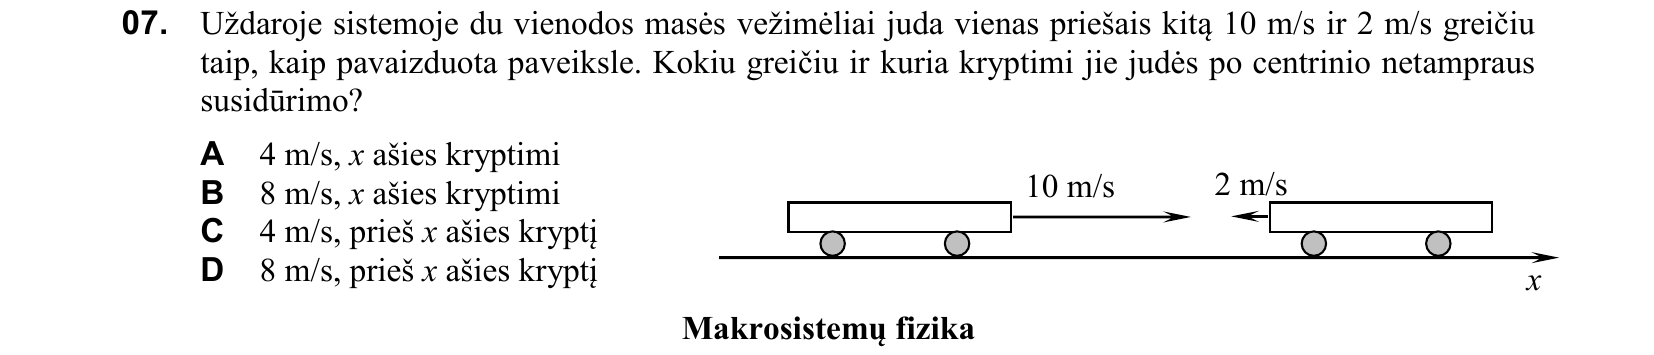 07. Uždaroje sistemoje du vienodos masės vežimėliai juda vienas priešais kitą 10 m/s ir 2 m/s greičiu
taip, kaip pavaizduota paveiksle. Kokiu greičiu ir kuria kryptimi jie judės po centrinio netampraus
susidūrimo?
A 4 m/s, x ašies kryptimi
B 8 m/s, x ašies kryptimi
C 4 m/s, prieš x ašies kryptį
D 8 m/s, prieš x ašies kryptį
10 m/s
2 m/s
x
Makrosistemų fizika